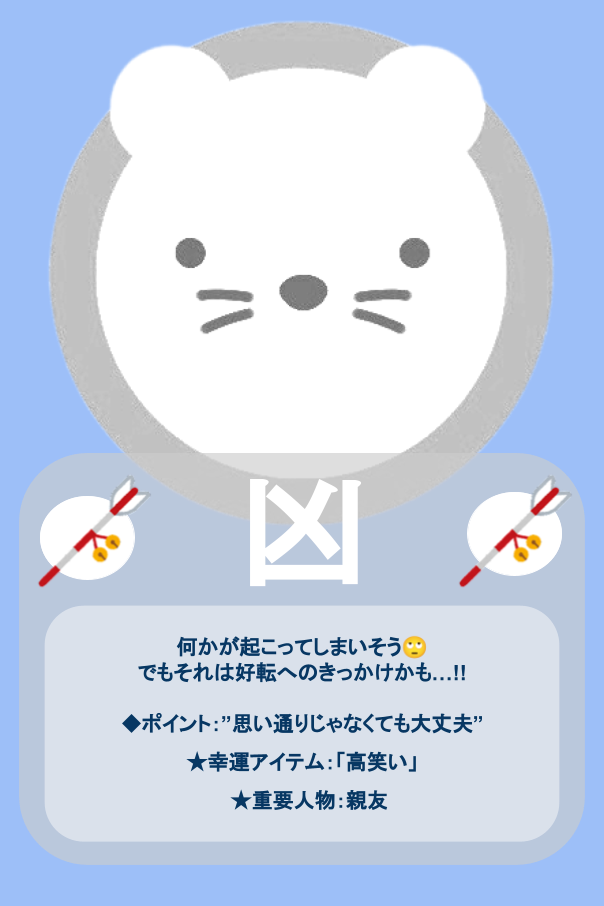 凶
何かが起こってしまいそう🙄
でもそれは好転へのきっかけかも…!!
◆ポイント：”思い通りじゃなくても大丈夫”
★幸運アイテム：「高笑い」
★重要人物：親友